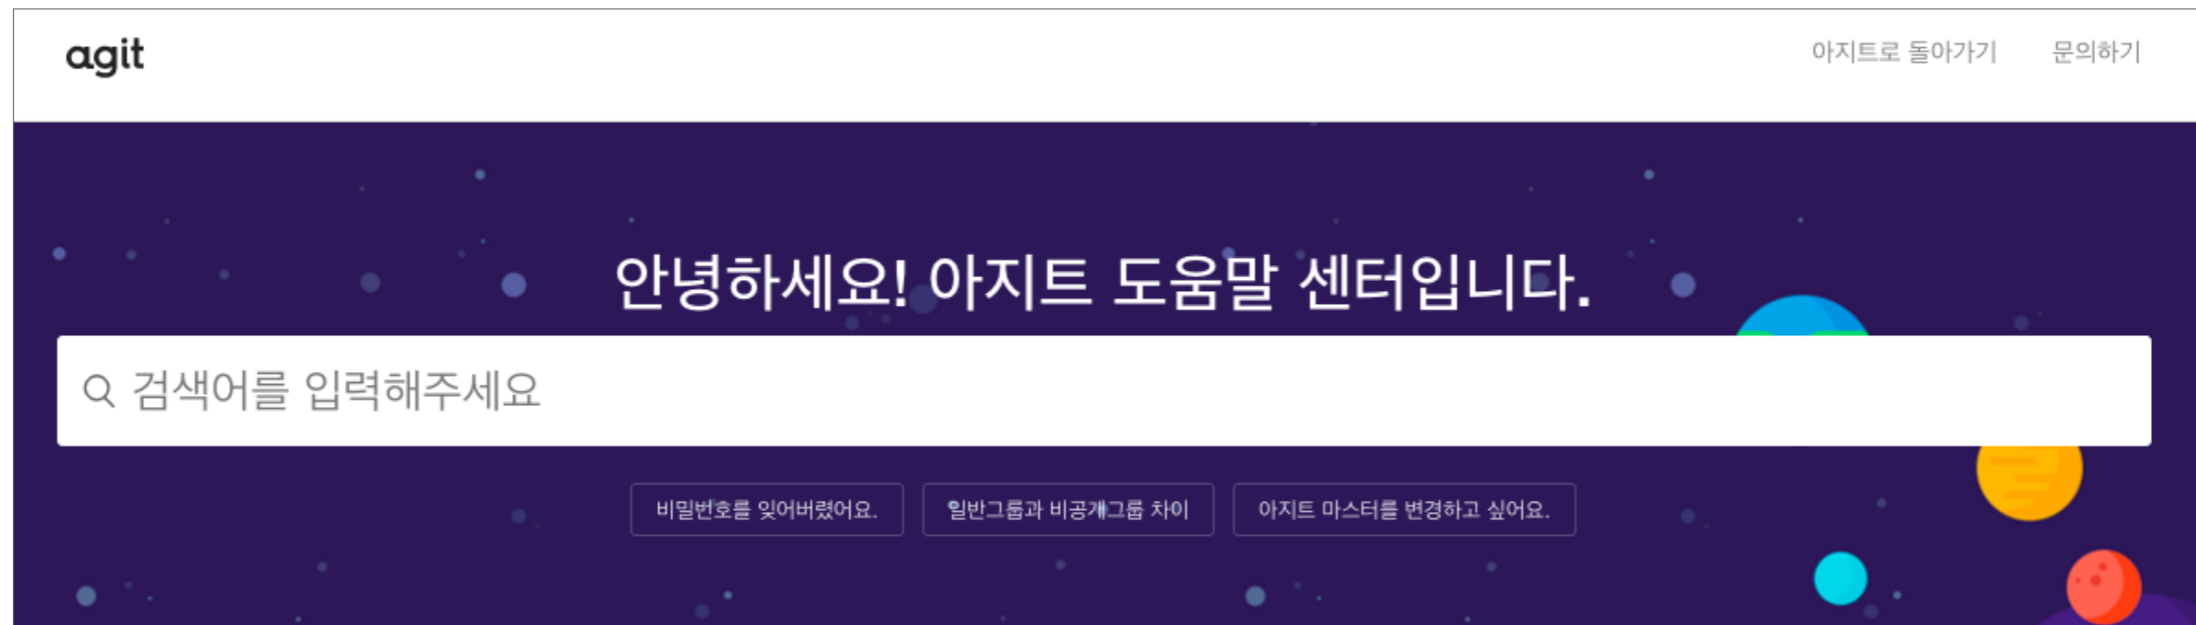 agit
아지트로 돌아가기 문의하기
안녕하세요! 아지트 도움말 센터입니다.
검색어를 입력해주세요
비밀번호를 잊어버렸어요. 일반그룹과 비공개그룹 차이 아지트 마스터를 변경하고 싶어요.